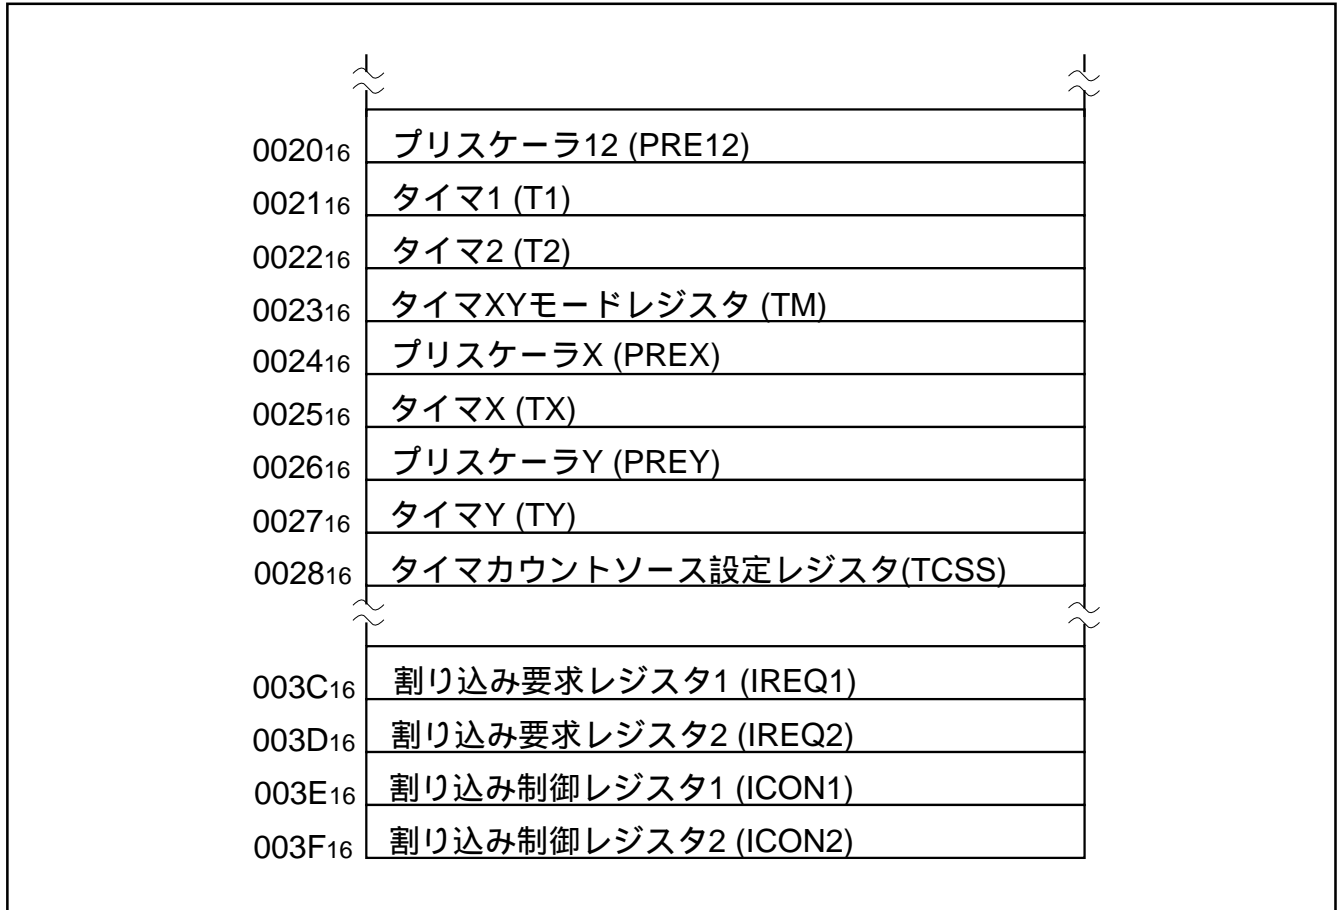 0020₁₆ プリスケーラ12 (PRE12)
0021₁₆ タイマ1 (T1)
0022₁₆ タイマ2 (T2)
0023₁₆ タイマXYモードレジスタ (TM)
0024₁₆ プリスケーラX (PREX)
0025₁₆ タイマX (TX)
0026₁₆ プリスケーラY (PREY)
0027₁₆ タイマY (TY)
0028₁₆ タイマカウントソース設定レジスタ(TCSS)
003C₁₆ 割り込み要求レジスタ1 (IREQ1)
003D₁₆ 割り込み要求レジスタ2 (IREQ2)
003E₁₆ 割り込み制御レジスタ1 (ICON1)
003F₁₆ 割り込み制御レジスタ2 (ICON2)